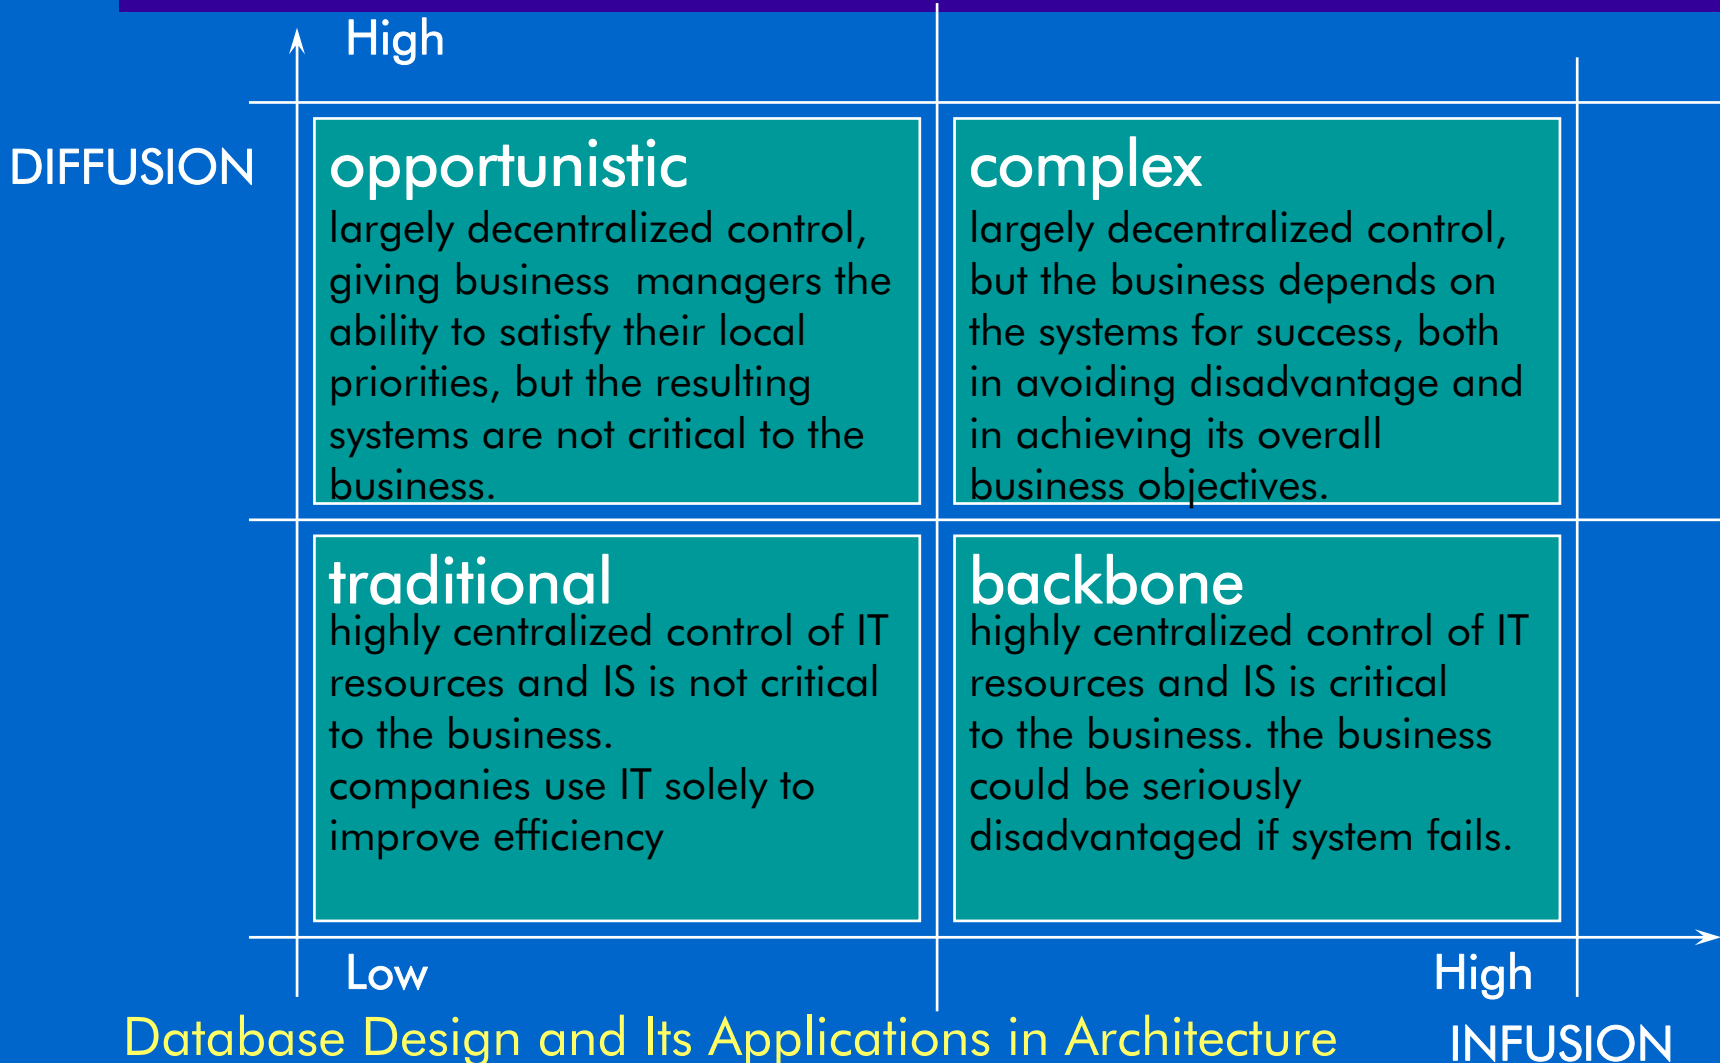 High
DIFFUSION
opportunistic
largely decentralized control,
giving business managers the
ability to satisfy their local
priorities, but the resulting
systems are not critical to the
business.
complex
largely decentralized control,
but the business depends on
the systems for success, both
in avoiding disadvantage and
in achieving its overall
business objectives.
traditional
highly centralized control of IT
resources and IS is not critical
to the business.
companies use IT solely to
improve efficiency
backbone
highly centralized control of IT
resources and IS is critical
to the business. the business
could be seriously
disadvantaged if system fails.
Low
High
Database Design and Its Applications in Architecture
INFUSION